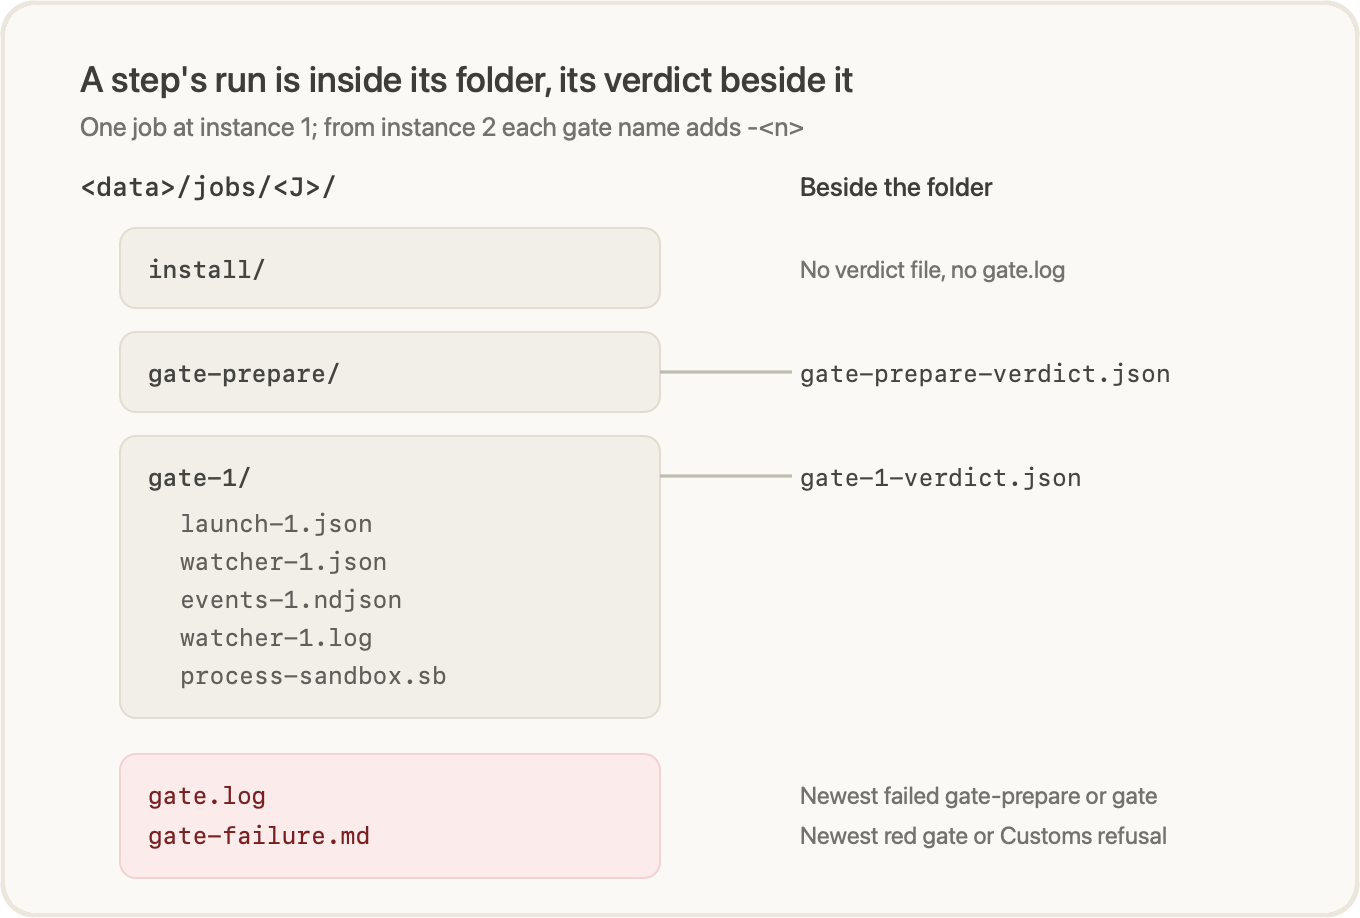 A step's run is inside its folder, its verdict beside it
One job at instance 1; from instance 2 each gate name adds -<n>
<data>/jobs/<J>/
Beside the folder
install/
No verdict file, no gate.log
gate-prepare/
gate-prepare-verdict.json
gate-1/
gate-1-verdict.json
launch-1.json
watcher-1.json
events-1.ndjson
watcher-1.log
process-sandbox.sb
gate.log
Newest failed gate-prepare or gate
gate-failure.md
Newest red gate or Customs refusal